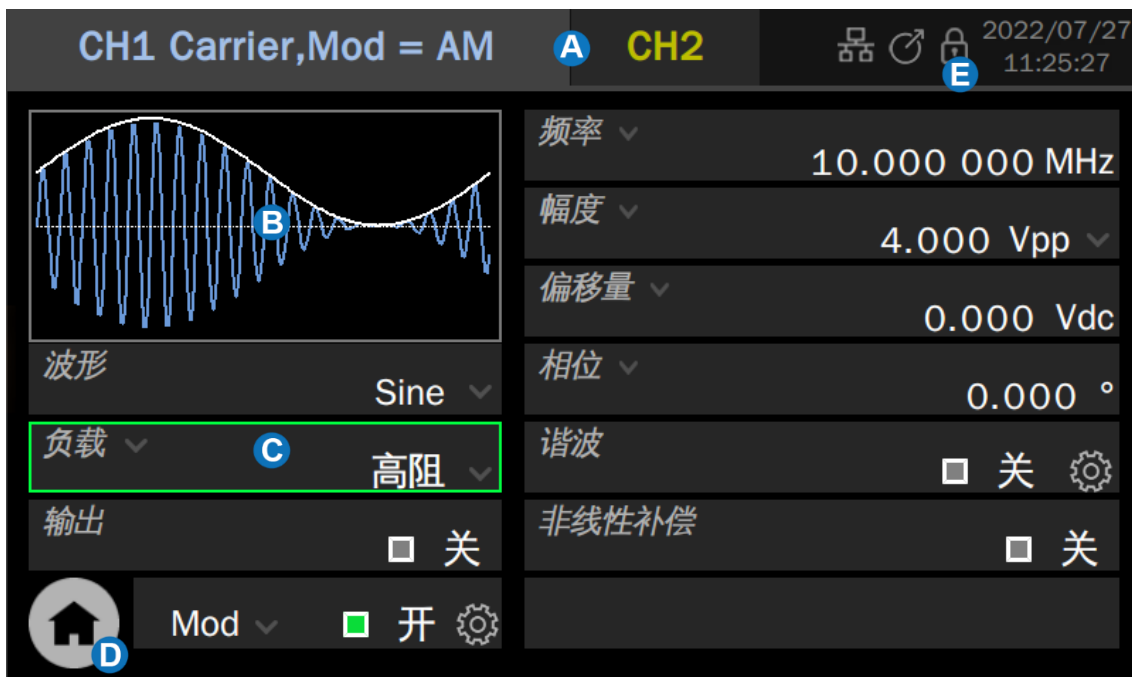 CH1 Carrier,Mod = AM
A
CH2
E
2022/07/27
11:25:27
B
频率
10.000 000 MHz
幅度
4.000 Vpp
偏移量
0.000 Vdc
波形
Sine
相位
0.000 °
负载
C
高阻
谐波
关
输出
关
非线性补偿
关
D
Mod
开